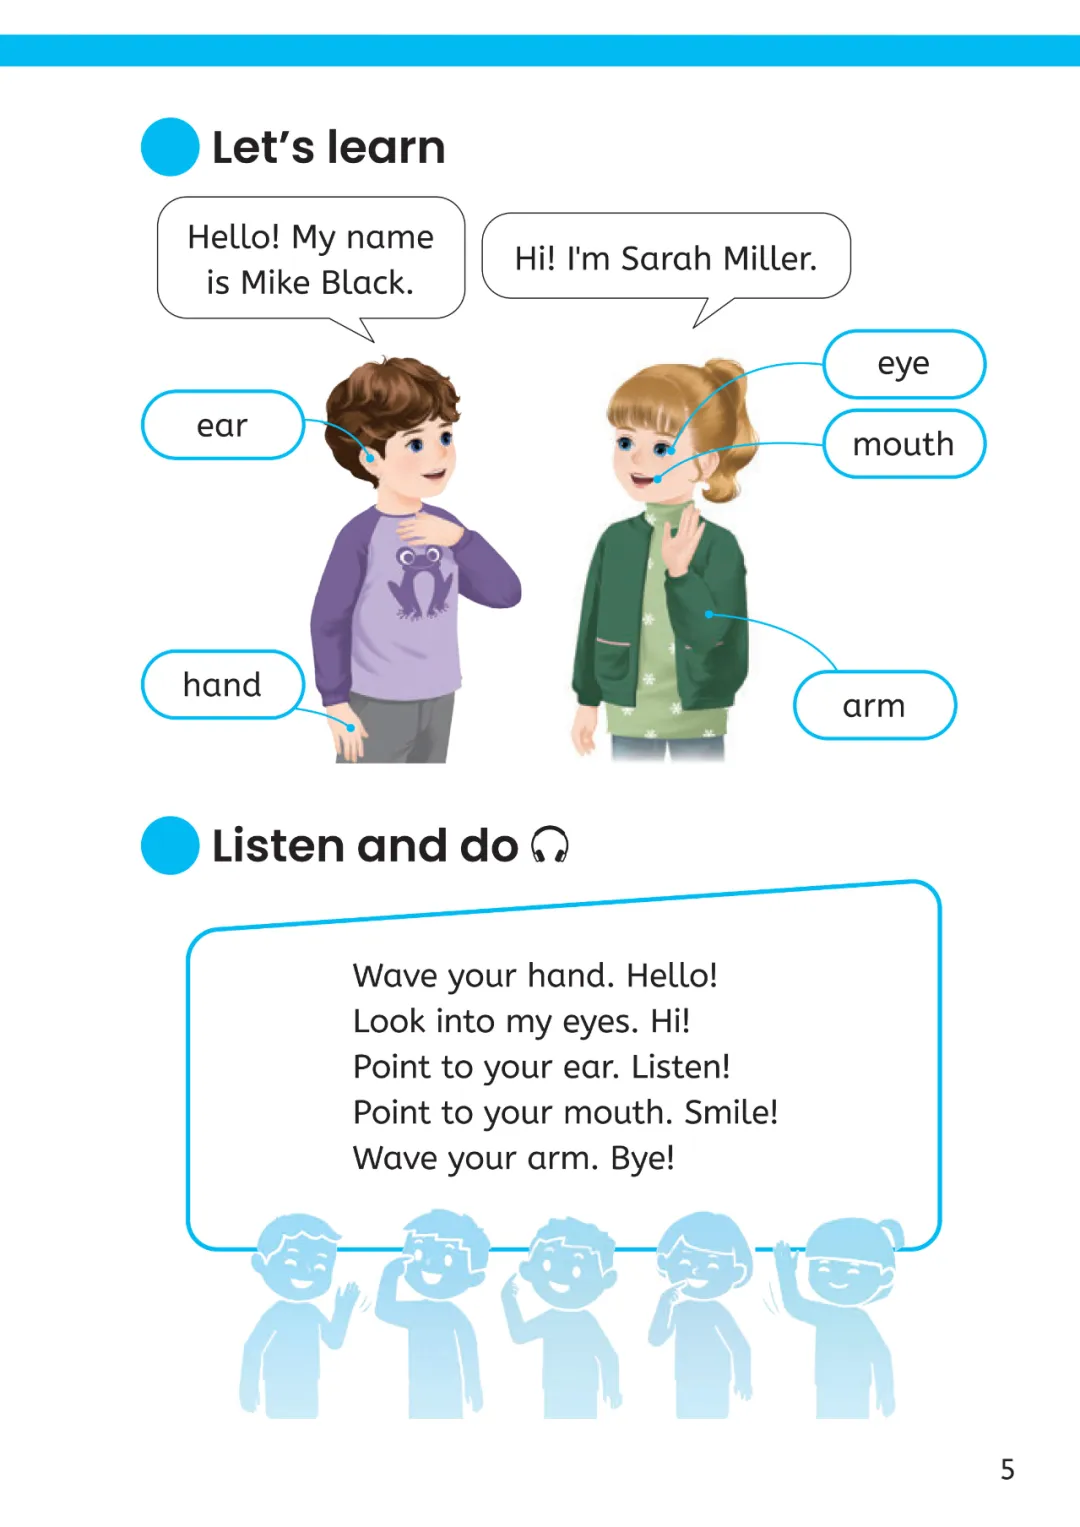 Let's learn
Hello! My name
is Mike Black.
Hi! I'm Sarah Miller.
eye
ear
mouth
hand
arm
Listen and do
Wave your hand. Hello!
Look into my eyes. Hi!
Point to your ear. Listen!
Point to your mouth. Smile!
Wave your arm. Bye!
5